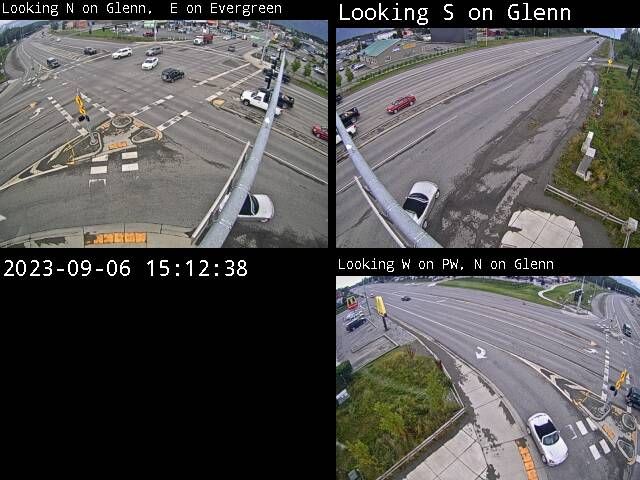 Looking N on Glenn,  E on Evergreen
Looking S on Glenn
2023-09-06 15:12:38
Looking W on PW, N on Glenn